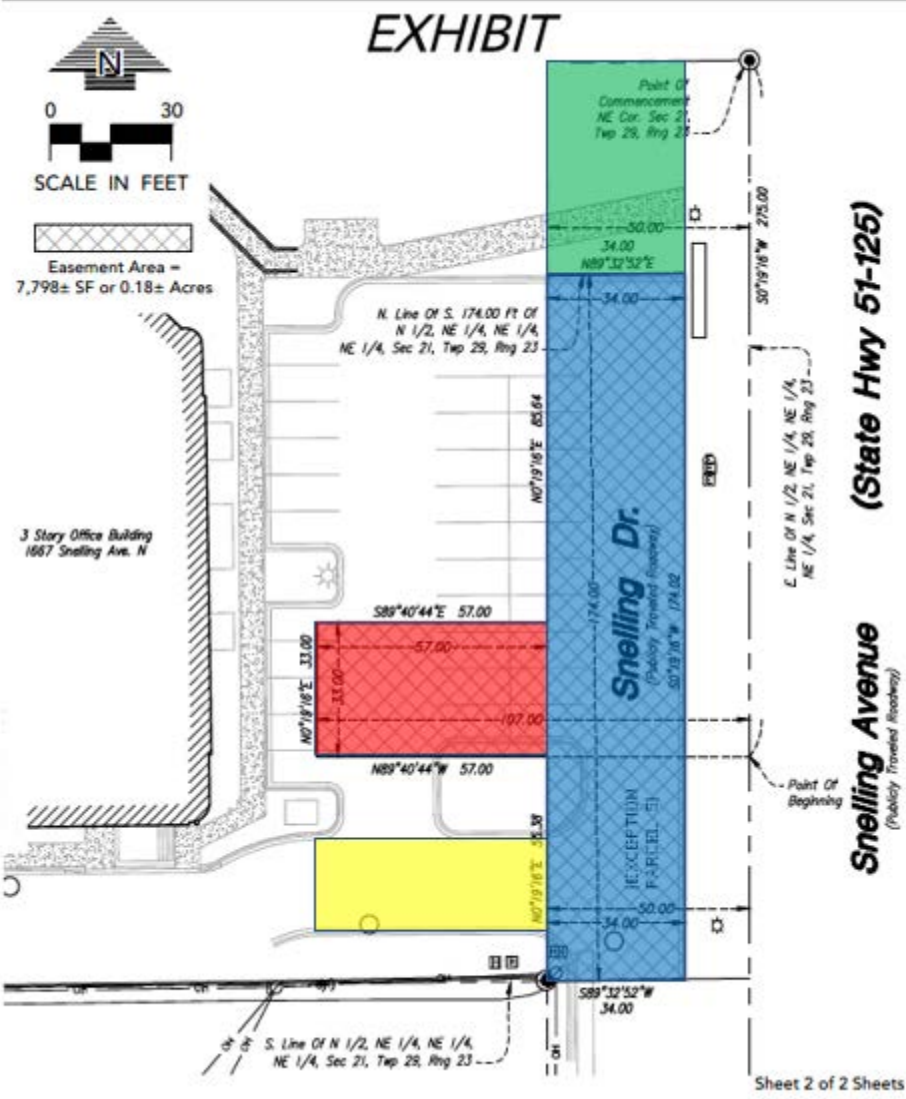 EXHIBIT
N
0 30
SCALE IN FEET
Easement Area =
7,798± SF or 0.18± Acres
Point Of
Commencement
NE Cor. Sec 21,
Twp 29, Rng 23
50.00
34.00
N89°32'52"E
34.00
S0°19'16"W 275.00
(State Hwy 51-125)
N. Line Of S. 174.00 Ft Of
N 1/2, NE 1/4, NE 1/4,
NE 1/4, Sec 21, Twp 29, Rng 23
E. Line Of N 1/2, NE 1/4, NE 1/4,
NE 1/4, Sec 21, Twp 29, Rng 23
N0°19'16"E 85.64
3 Story Office Building
1667 Snelling Ave. N
Snelling Dr.
(Publicly Traveled Roadway)
174.00
S0°19'16"W 174.02
S89°40'44"E 57.00
57.00
N0°19'16"E 33.00
33.00
107.00
N89°40'44"W 57.00
Snelling Avenue
(Publicly Traveled Roadway)
Point Of
Beginning
(EXCEPTION
PARCEL 5)
N0°19'16"E 55.38
50.00
34.00
S89°32'52"W
34.00
OH
OH
OH
OH
S. Line Of N 1/2, NE 1/4, NE 1/4,
NE 1/4, Sec 21, Twp 29, Rng 23
Sheet 2 of 2 Sheets